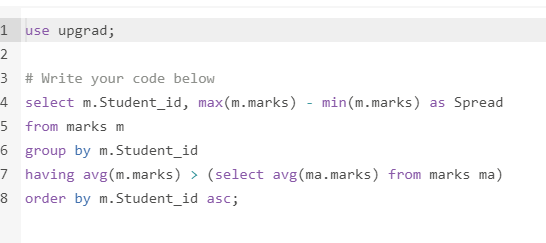 1 use upgrad;
2
3 # Write your code below
4 select m.Student_id, max(m.marks) - min(m.marks) as Spread
5 from marks m
6 group by m.Student_id
7 having avg(m.marks) > (select avg(ma.marks) from marks ma)
8 order by m.Student_id asc;